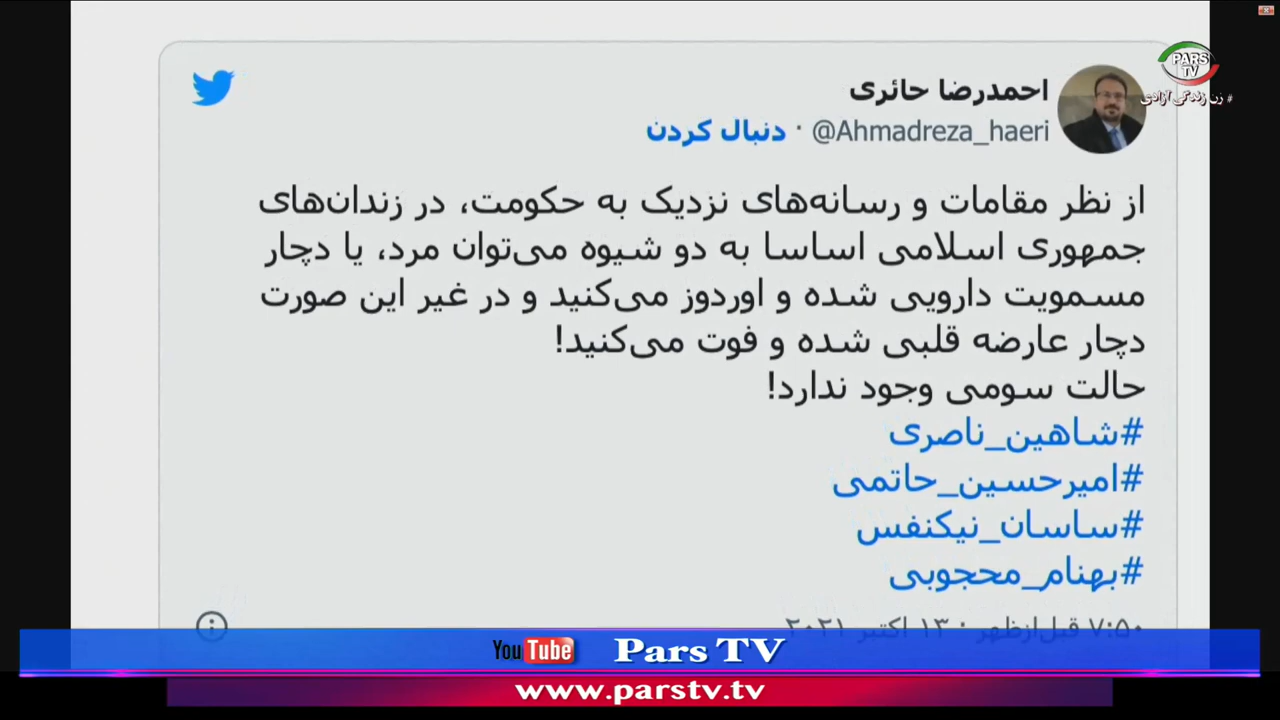 PARS
TV
# زن زندگی آزادی
احمدرضا حائری
@Ahmadreza_haeri · دنبال کردن
از نظر مقامات و رسانه‌های نزدیک به حکومت، در زندان‌های
جمهوری اسلامی اساسا به دو شیوه می‌توان مرد، یا دچار
مسمویت دارویی شده و اوردوز می‌کنید و در غیر این صورت
دچار عارضه قلبی شده و فوت می‌کنید!
حالت سومی وجود ندارد!
#شاهین_ناصری
#امیرحسین_حاتمی
#ساسان_نیکنفس
#بهنام_محجوبی
۷:۵۰ قبل‌ازظهر · ۱۳ اکتبر ۲۰۲۱
YouTube Pars TV
www.parstv.tv